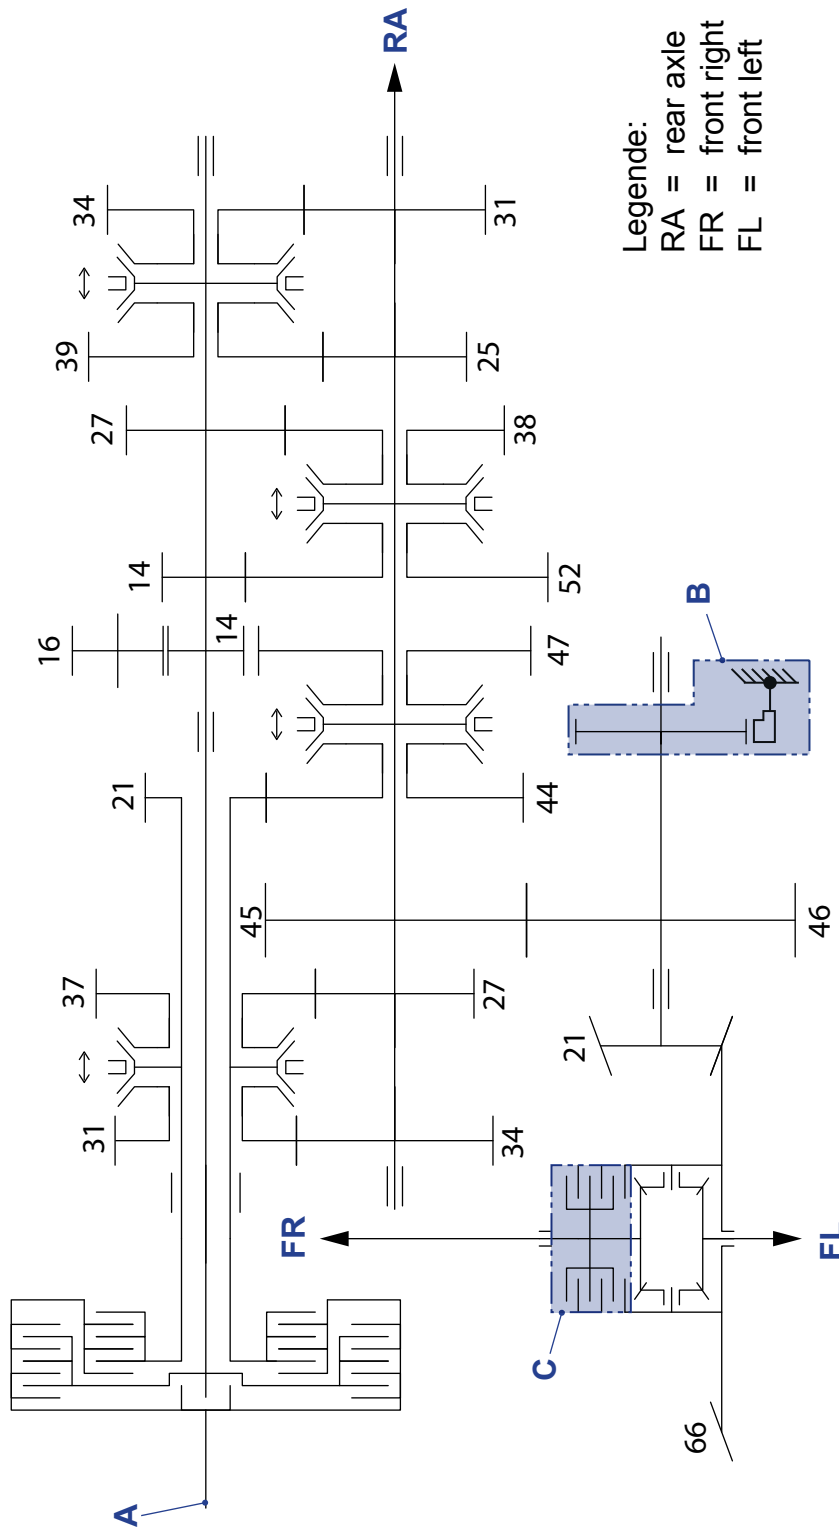 16
39
37
34
31
27
A
21
14
14
45
FR
RA
25
27
31
34
38
44
47
52
C
21
Legende:
RA = rear axle
FR = front right
FL = front left
66
B
46
FL